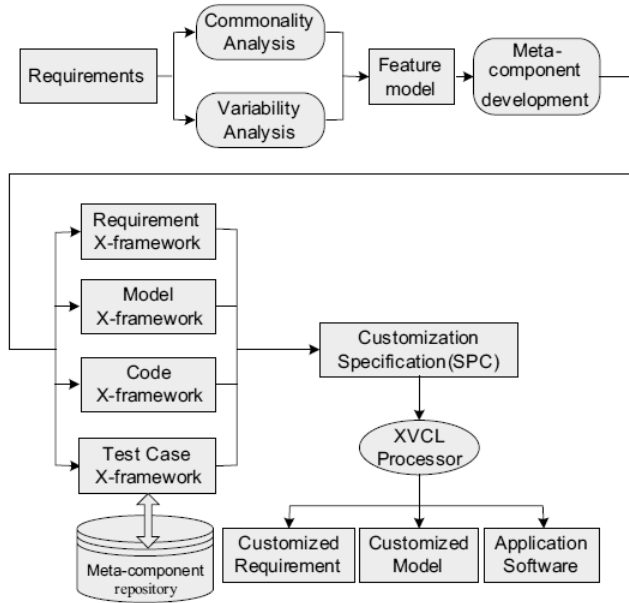 Commonality
Analysis
Requirements
Variability
Analysis
Feature
model
Meta-
component
development
Requirement
X-framework
Model
X-framework
Code
X-framework
Test Case
X-framework
Meta-component
repository
Customization
Specification(SPC)
XVCL
Processor
Customized
Requirement
Customized
Model
Application
Software